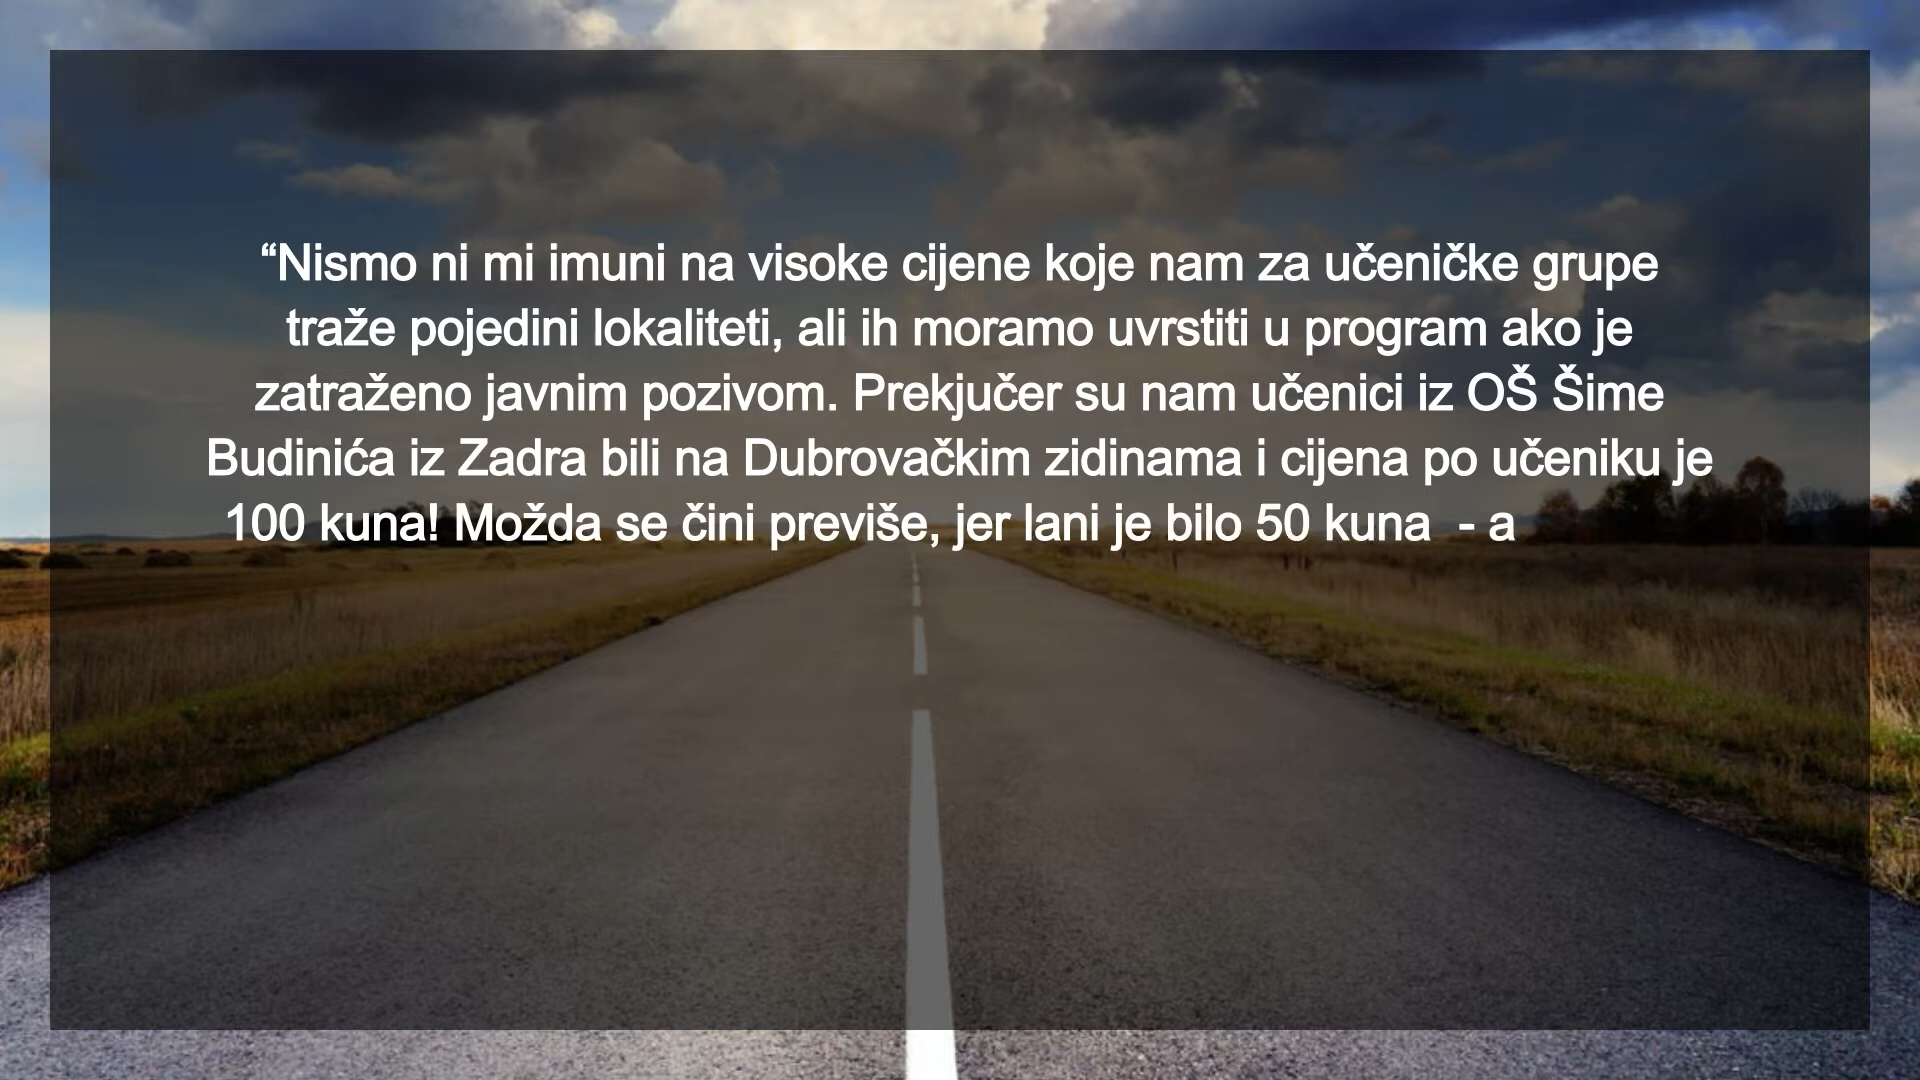 “Nismo ni mi imuni na visoke cijene koje nam za učeničke grupe
traže pojedini lokaliteti, ali ih moramo uvrstiti u program ako je
zatraženo javnim pozivom. Prekjučer su nam učenici iz OŠ Šime
Budinića iz Zadra bili na Dubrovačkim zidinama i cijena po učeniku je
100 kuna! Možda se čini previše, jer lani je bilo 50 kuna  - a